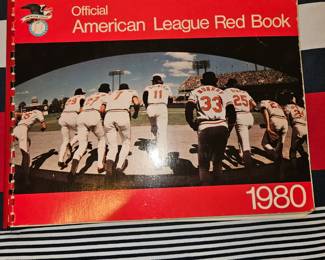 Official
American League Red Book
11
33
25
1980